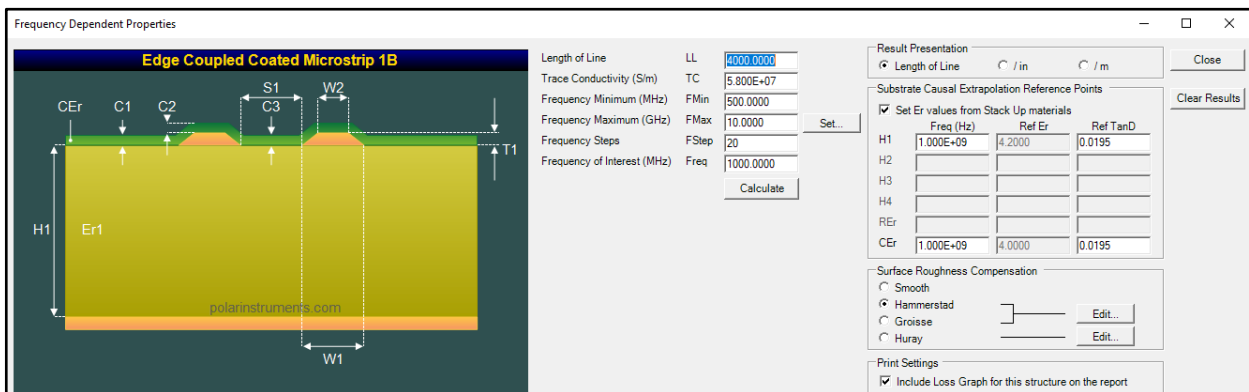 Frequency Dependent Properties
Edge Coupled Coated Microstrip 1B
CEr C1 C2 S1 C3 W2
T1
H1 Er1
polarinstruments.com
W1
Length of Line LL 4000.0000
Trace Conductivity (S/m) TC 5.800E+07
Frequency Minimum (MHz) FMin 500.0000
Frequency Maximum (GHz) FMax 10.0000 Set...
Frequency Steps FStep 20
Frequency of Interest (MHz) Freq 1000.0000
Calculate
Result Presentation
Length of Line / in / m
Substrate Causal Extrapolation Reference Points
Set Er values from Stack Up materials
Freq (Hz) Ref Er Ref TanD
H1 1.000E+09 4.2000 0.0195
H2
H3
H4
REr
CEr 1.000E+09 4.0000 0.0195
Surface Roughness Compensation
Smooth
Hammerstad
Groisse
Huray
Edit...
Edit...
Print Settings
Include Loss Graph for this structure on the report
Close
Clear Results